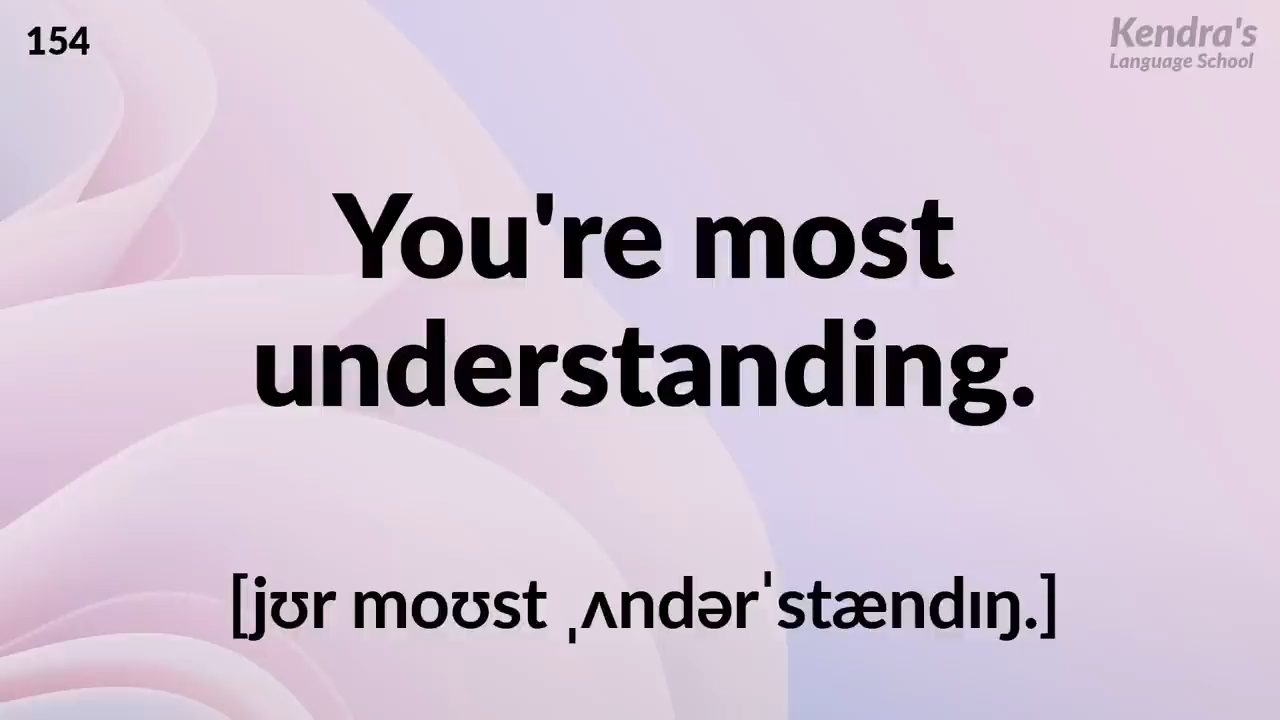 154
Kendra's
Language School
You're most
understanding.
[jʊr moʊst ˌʌndərˈstændɪŋ.]